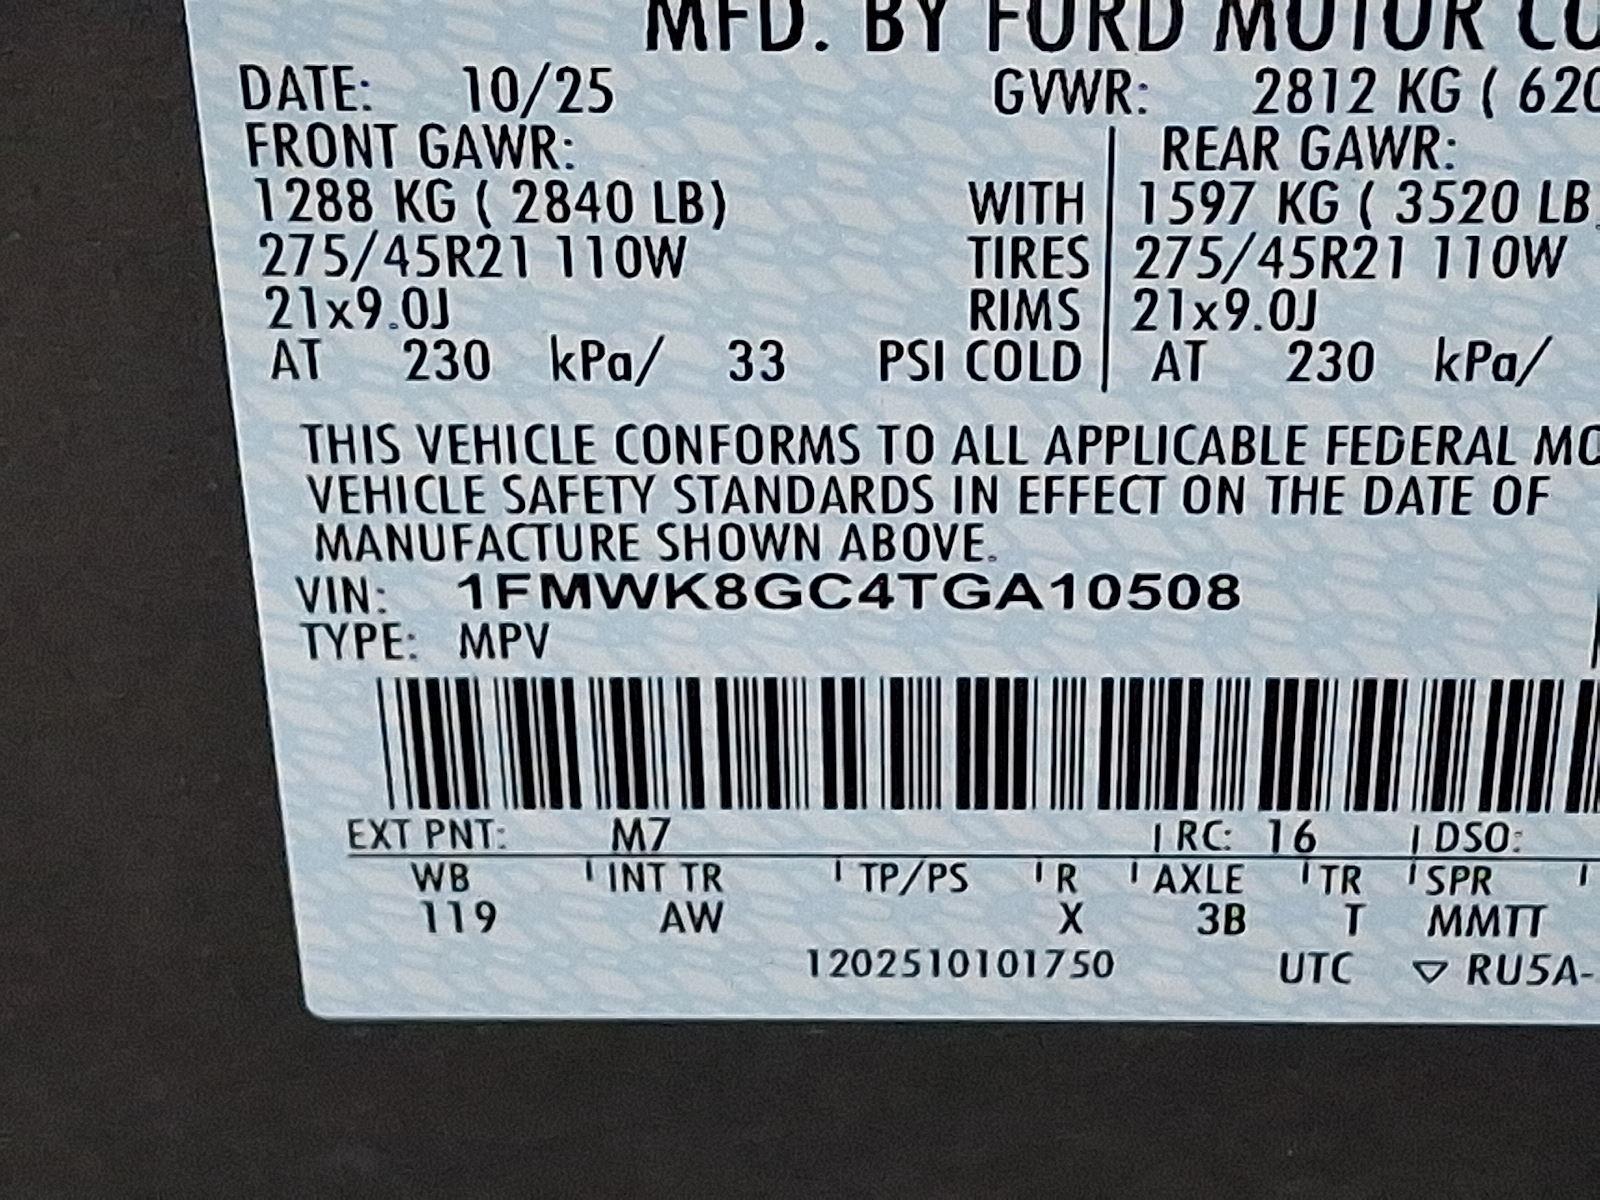 MFD. BY FORD MOTOR CO
DATE: 10/25 GVWR: 2812 KG ( 620
FRONT GAWR: REAR GAWR:
1288 KG ( 2840 LB) WITH 1597 KG ( 3520 LB
275/45R21 110W TIRES 275/45R21 110W
21x9.0J RIMS 21x9.0J
AT 230 kPa/ 33 PSI COLD AT 230 kPa/
THIS VEHICLE CONFORMS TO ALL APPLICABLE FEDERAL MO
VEHICLE SAFETY STANDARDS IN EFFECT ON THE DATE OF
MANUFACTURE SHOWN ABOVE.
VIN: 1FMWK8GC4TGA10508
TYPE: MPV
EXT PNT: M7 RC: 16 DSO:
WB INT TR TP/PS R AXLE TR SPR
119 AW X 3B T MMTT
1202510101750 UTC ▽ RU5A-